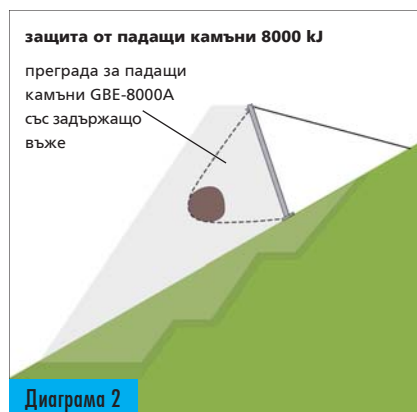 защита от падащи камъни 8000 kJ
преграда за падащи
камъни GBE-8000A
със задържащо
въже
Диаграма 2